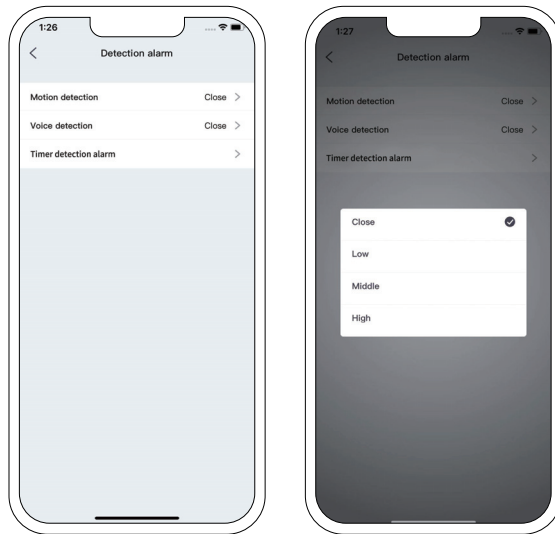 1:26
Detection alarm
Motion detection Close
Voice detection Close
Timer detection alarm
1:27
Detection alarm
Motion detection Close
Voice detection Close
Timer detection alarm
Close
Low
Middle
High